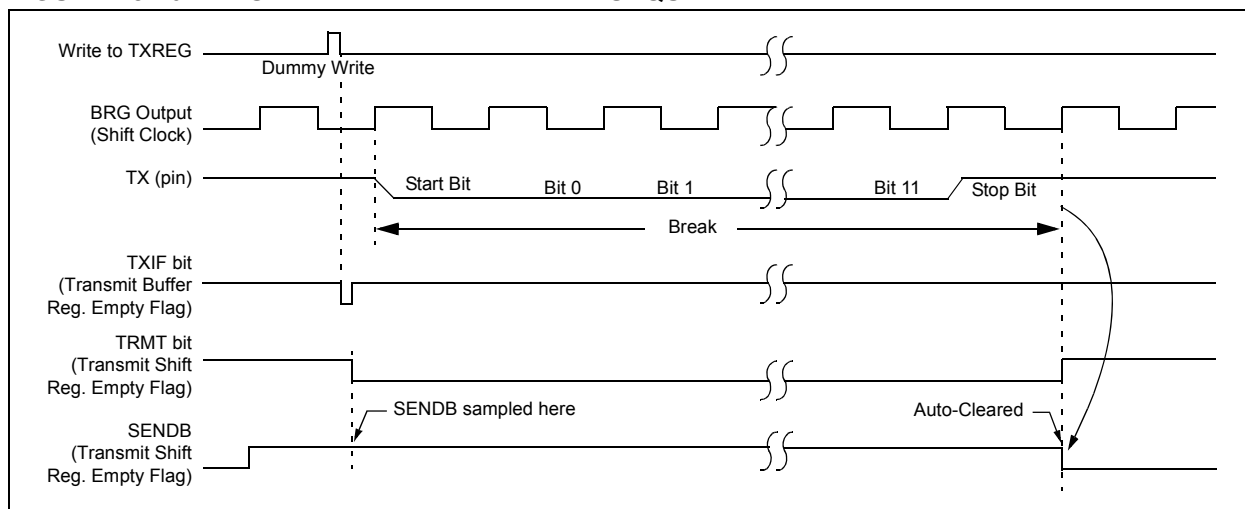 Write to TXREG
Dummy Write
BRG Output
(Shift Clock)
TX (pin)
Start Bit
Bit 0
Bit 1
Bit 11
Stop Bit
Break
TXIF bit
(Transmit Buffer
Reg. Empty Flag)
TRMT bit
(Transmit Shift
Reg. Empty Flag)
SENDB sampled here
Auto-Cleared
SENDB
(Transmit Shift
Reg. Empty Flag)